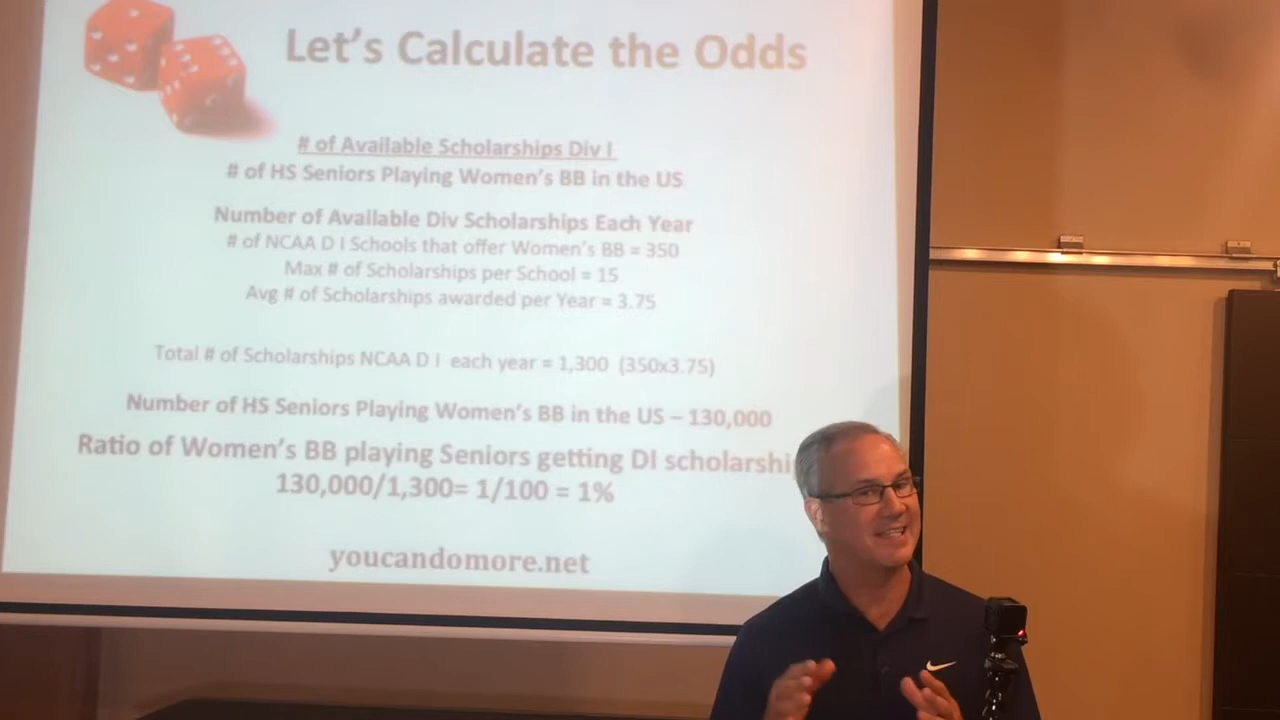 Let's Calculate the Odds
# of Available Scholarships Div I
# of HS Seniors Playing Women's BB in the US
Number of Available Div Scholarships Each Year
# of NCAA D I Schools that offer Women's BB = 350
Max # of Scholarships per School = 15
Avg # of Scholarships awarded per Year = 3.75
Total # of Scholarships NCAA D I each year = 1,300 (350x3.75)
Number of HS Seniors Playing Women's BB in the US – 130,000
Ratio of Women's BB playing Seniors getting DI scholarshi
130,000/1,300= 1/100 = 1%
youcandomore.net